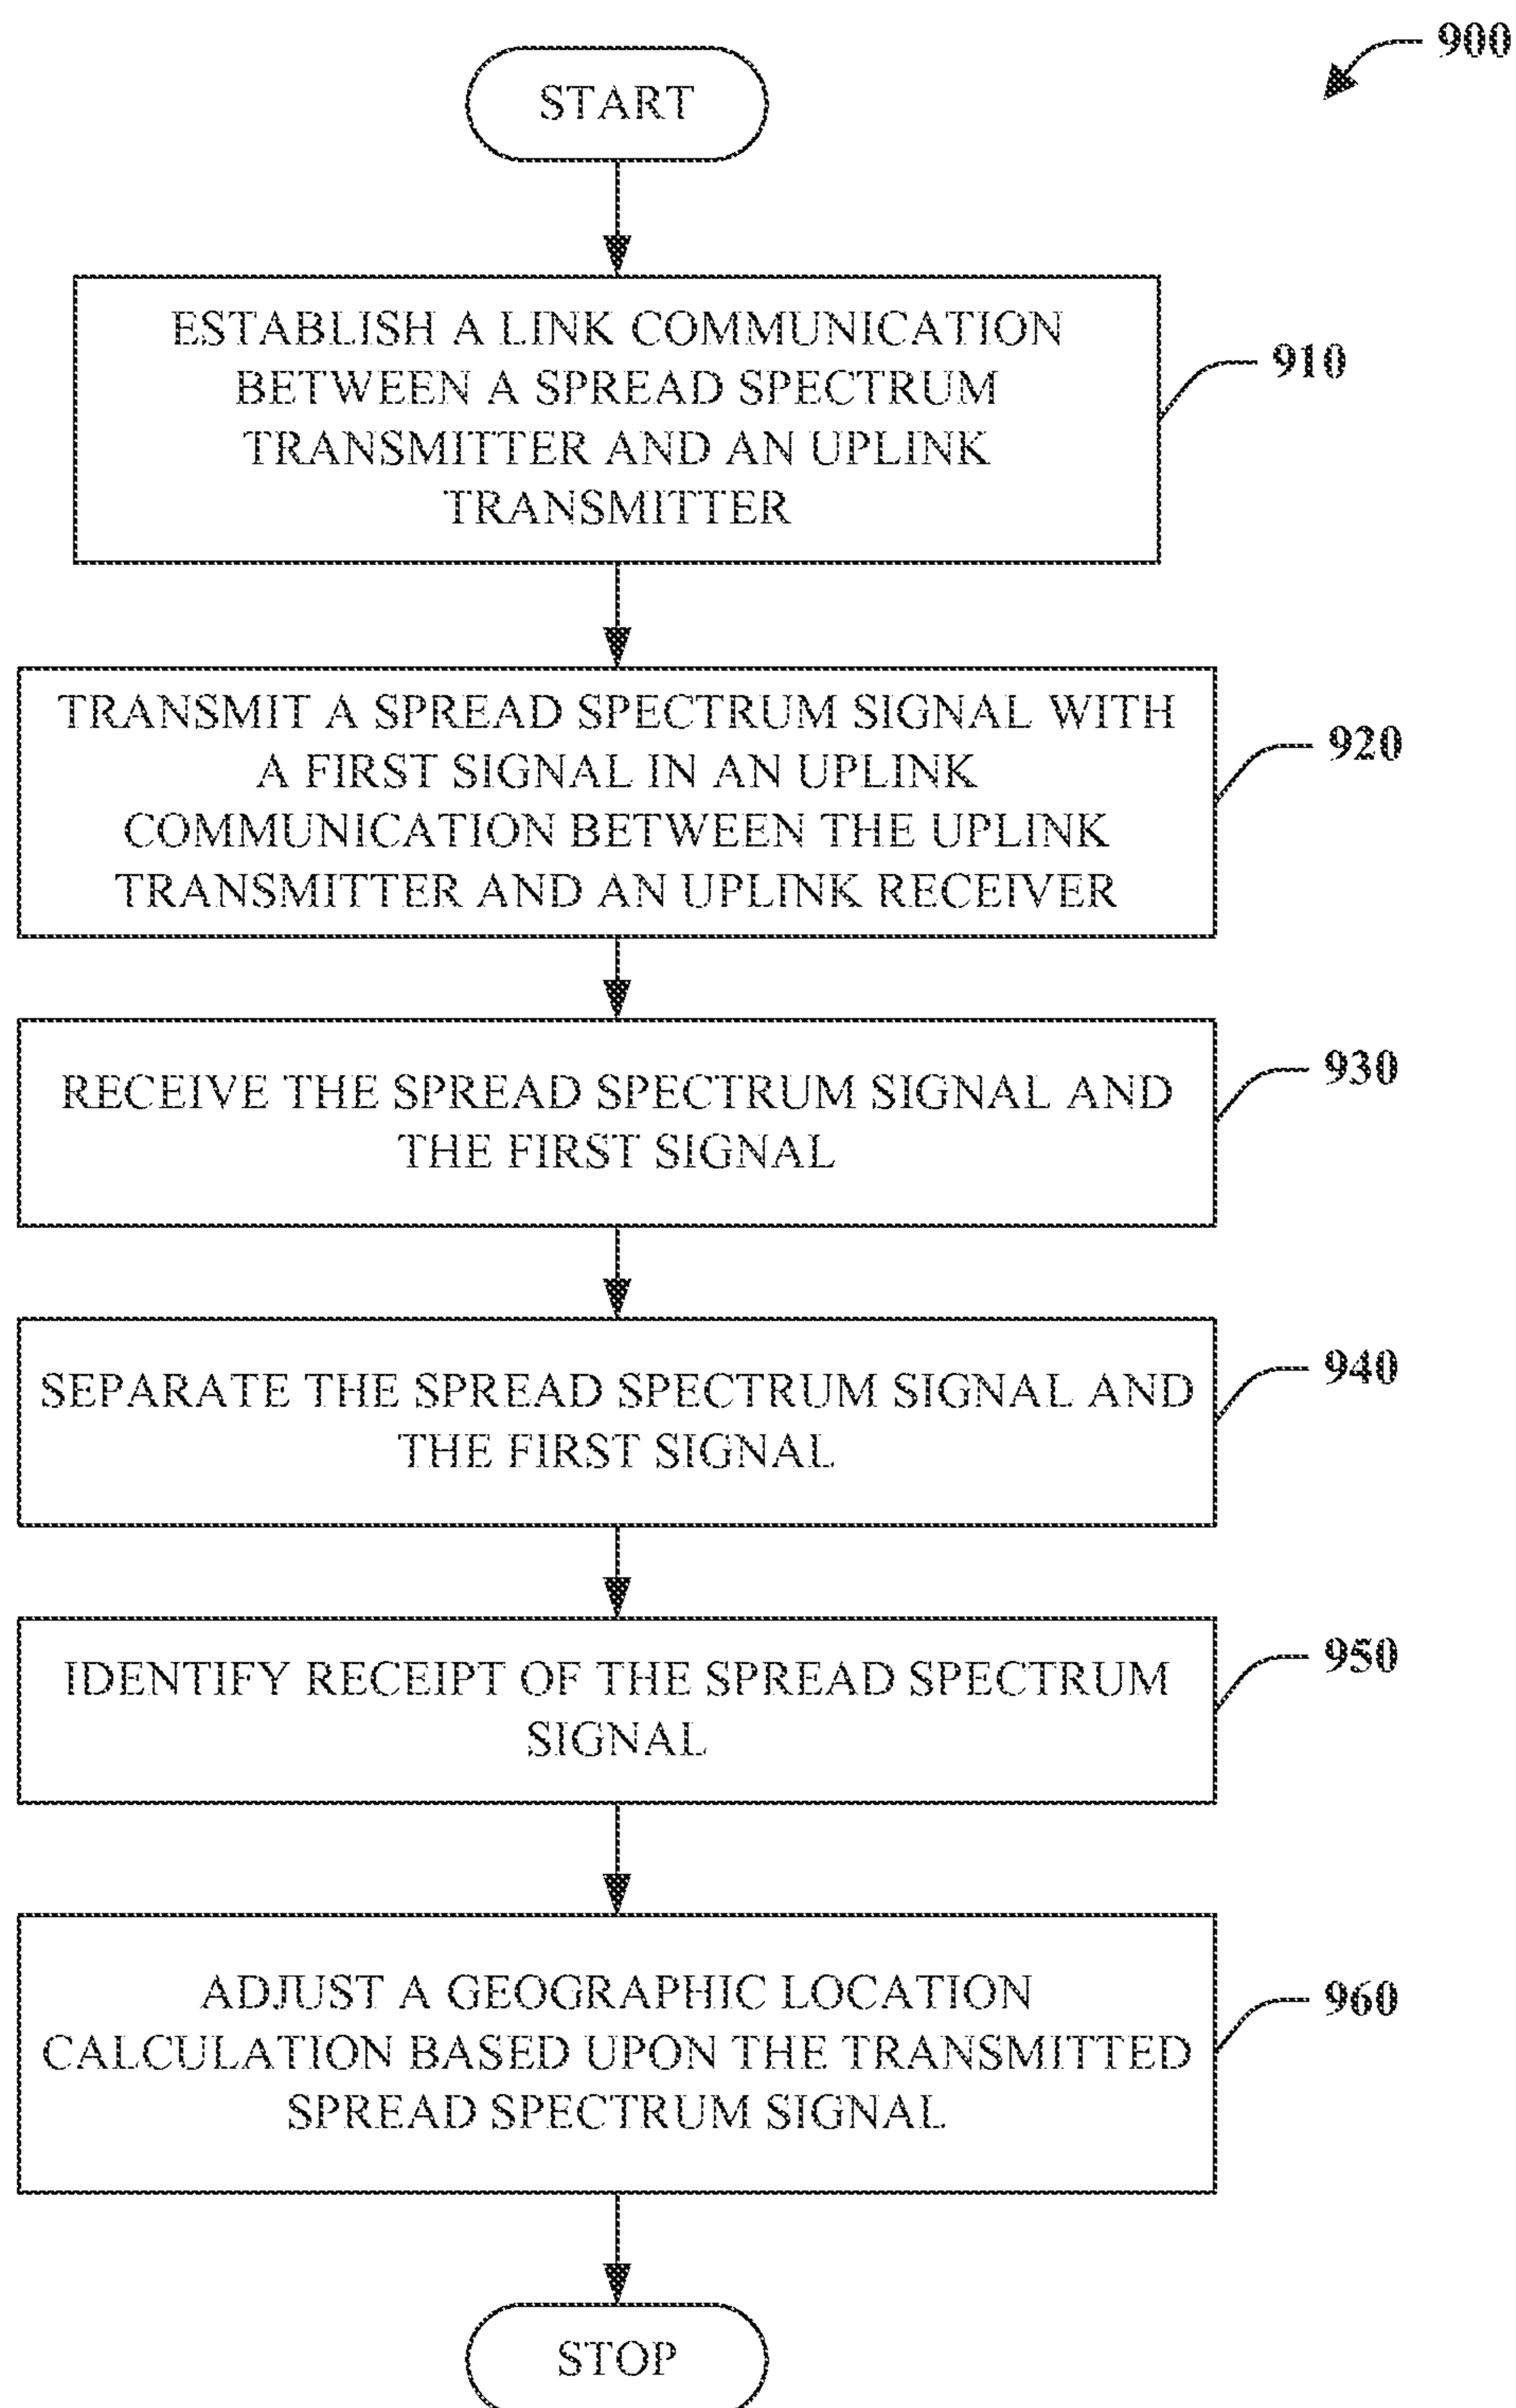 900
START
ESTABLISH A LINK COMMUNICATION
BETWEEN A SPREAD SPECTRUM
TRANSMITTER AND AN UPLINK
TRANSMITTER
910
TRANSMIT A SPREAD SPECTRUM SIGNAL WITH
A FIRST SIGNAL IN AN UPLINK
COMMUNICATION BETWEEN THE UPLINK
TRANSMITTER AND AN UPLINK RECEIVER
920
RECEIVE THE SPREAD SPECTRUM SIGNAL AND
THE FIRST SIGNAL
930
SEPARATE THE SPREAD SPECTRUM SIGNAL AND
THE FIRST SIGNAL
940
IDENTIFY RECEIPT OF THE SPREAD SPECTRUM
SIGNAL
950
ADJUST A GEOGRAPHIC LOCATION
CALCULATION BASED UPON THE TRANSMITTED
SPREAD SPECTRUM SIGNAL
960
STOP